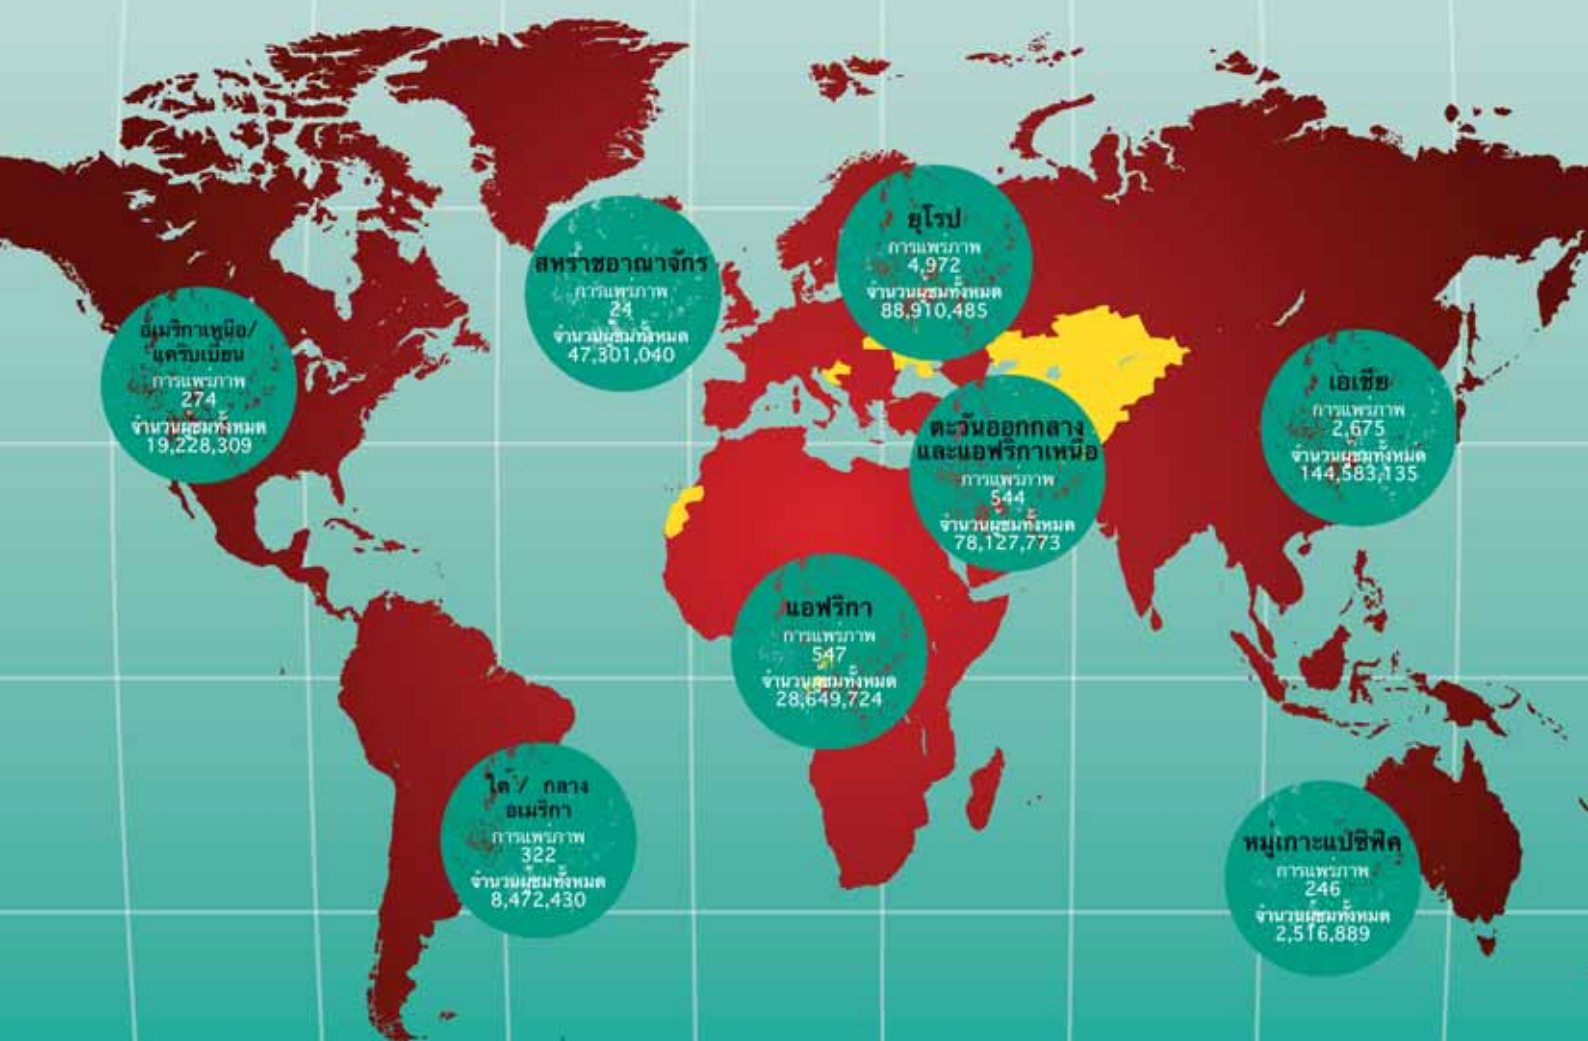 ยุโรป
การแพร่ภาพ
4,972
จำนวนผู้ชมทั้งหมด
88,910,485
สหราชอาณาจักร
การแพร่ภาพ
24
จำนวนผู้ชมทั้งหมด
47,301,040
อเมริกาเหนือ/
แคริบเบียน
การแพร่ภาพ
274
จำนวนผู้ชมทั้งหมด
19,228,309
เอเชีย
การแพร่ภาพ
2,675
จำนวนผู้ชมทั้งหมด
144,583,135
ตะวันออกกลาง
และแอฟริกาเหนือ
การแพร่ภาพ
544
จำนวนผู้ชมทั้งหมด
78,127,773
แอฟริกา
การแพร่ภาพ
547
จำนวนผู้ชมทั้งหมด
28,649,724
ใต้ / กลาง
อเมริกา
การแพร่ภาพ
322
จำนวนผู้ชมทั้งหมด
8,472,430
หมู่เกาะแปซิฟิค
การแพร่ภาพ
246
จำนวนผู้ชมทั้งหมด
2,516,889